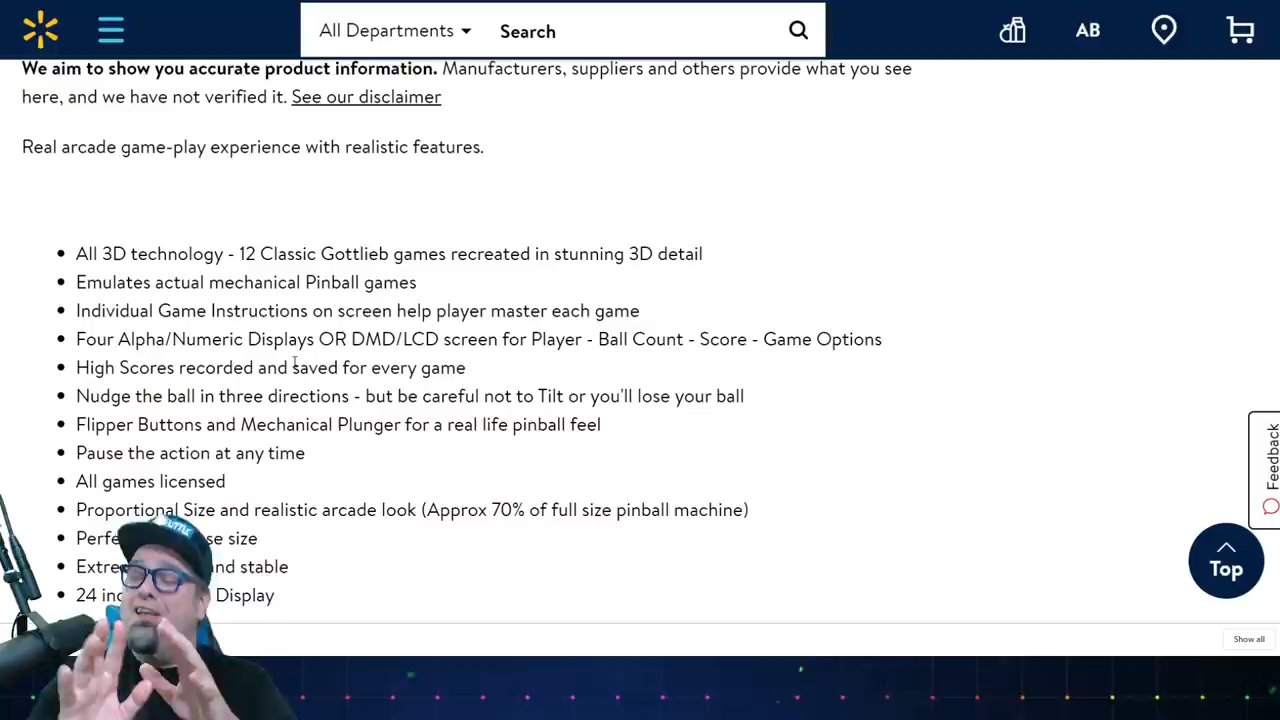 All Departments Search AB
We aim to show you accurate product information. Manufacturers, suppliers and others provide what you see
here, and we have not verified it. See our disclaimer
Real arcade game-play experience with realistic features.
All 3D technology - 12 Classic Gottlieb games recreated in stunning 3D detail
Emulates actual mechanical Pinball games
Individual Game Instructions on screen help player master each game
Four Alpha/Numeric Displays OR DMD/LCD screen for Player - Ball Count - Score - Game Options
High Scores recorded and saved for every game
Nudge the ball in three directions - but be careful not to Tilt or you'll lose your ball
Flipper Buttons and Mechanical Plunger for a real life pinball feel
Pause the action at any time
All games licensed
Proportional Size and realistic arcade look (Approx 70% of full size pinball machine)
size
and stable
24 Display
Feedback
Top
Show all